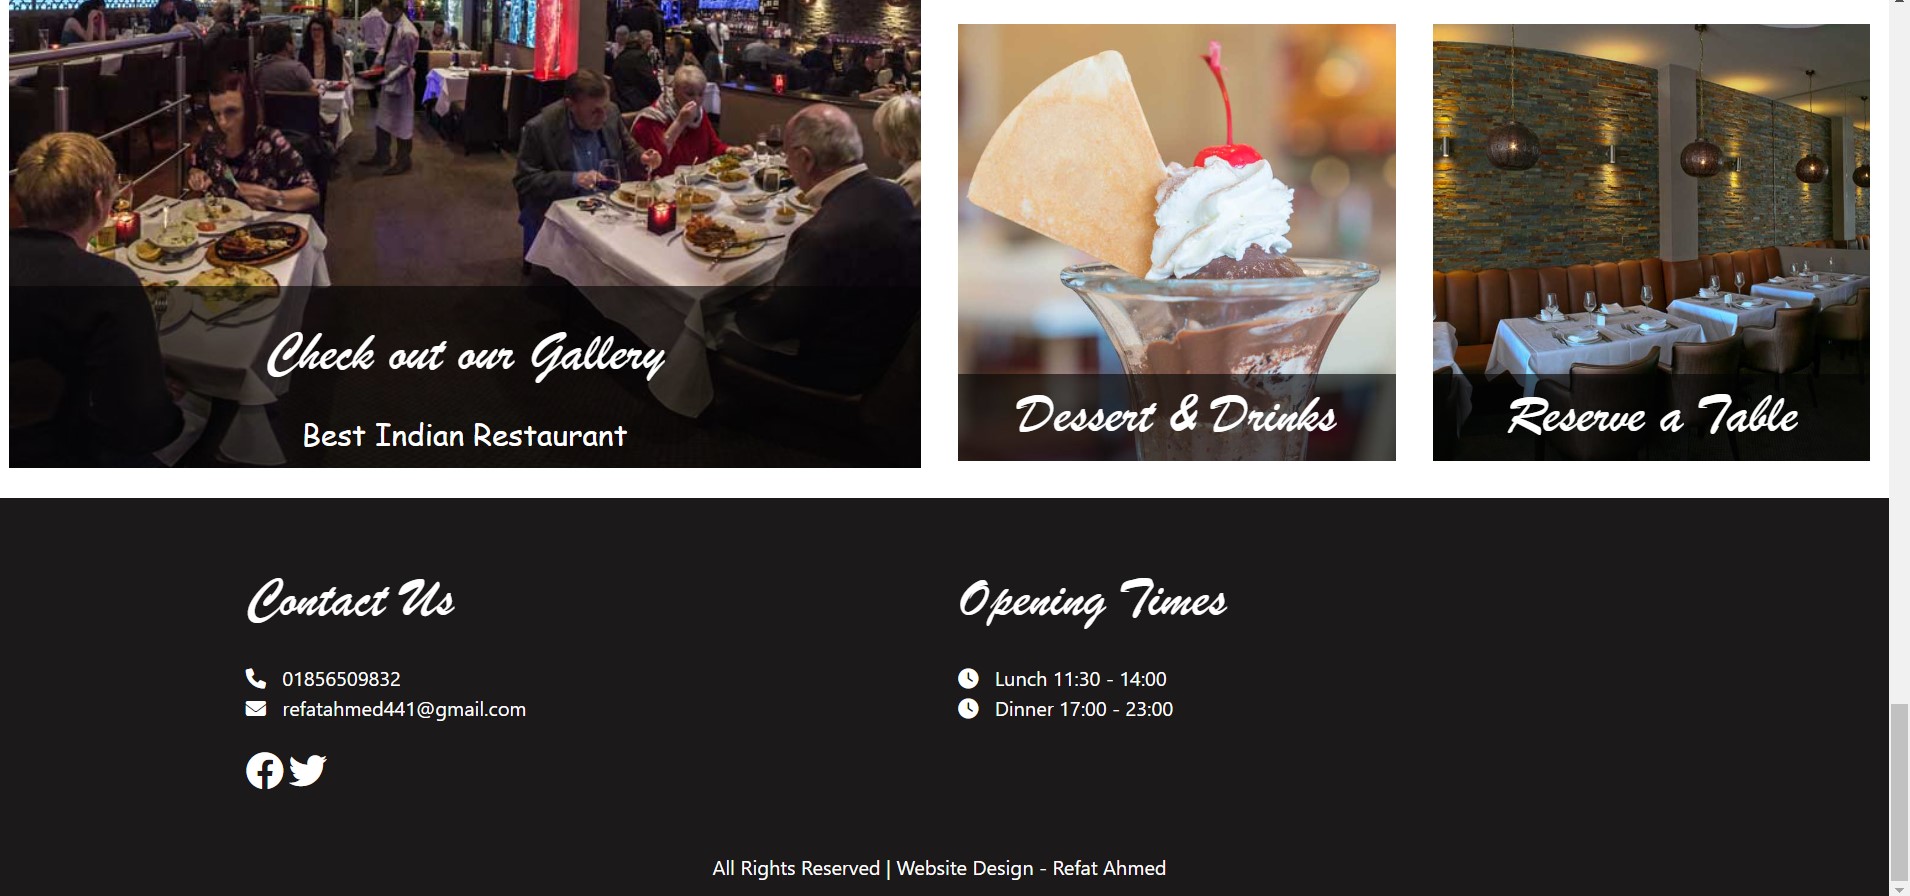 Check out our Gallery
Best Indian Restaurant
Dessert & Drinks
Reserve a Table
Contact Us
01856509832
refatahmed441@gmail.com
Opening Times
Lunch 11:30 - 14:00
Dinner 17:00 - 23:00
All Rights Reserved | Website Design - Refat Ahmed